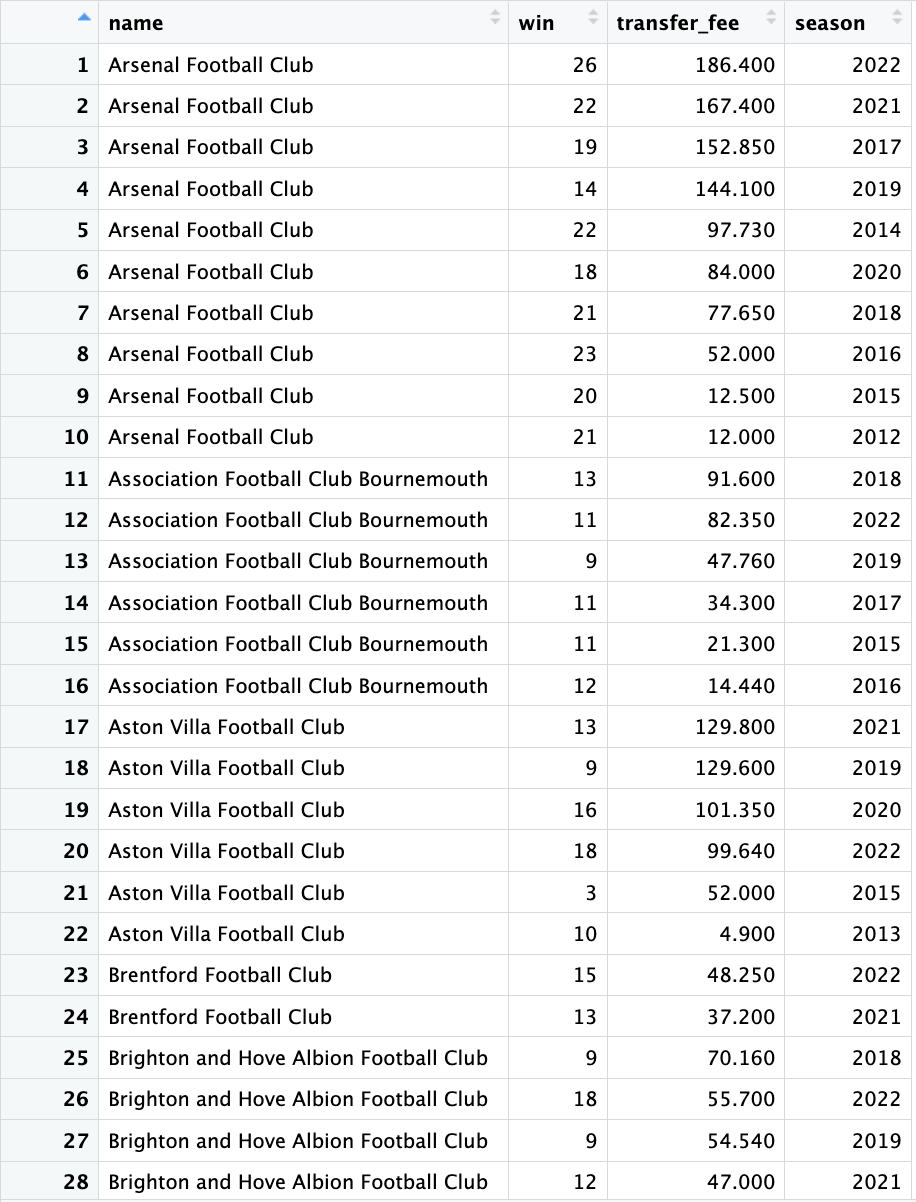 name win transfer_fee season
1 Arsenal Football Club 26 186.400 2022
2 Arsenal Football Club 22 167.400 2021
3 Arsenal Football Club 19 152.850 2017
4 Arsenal Football Club 14 144.100 2019
5 Arsenal Football Club 22 97.730 2014
6 Arsenal Football Club 18 84.000 2020
7 Arsenal Football Club 21 77.650 2018
8 Arsenal Football Club 23 52.000 2016
9 Arsenal Football Club 20 12.500 2015
10 Arsenal Football Club 21 12.000 2012
11 Association Football Club Bournemouth 13 91.600 2018
12 Association Football Club Bournemouth 11 82.350 2022
13 Association Football Club Bournemouth 9 47.760 2019
14 Association Football Club Bournemouth 11 34.300 2017
15 Association Football Club Bournemouth 11 21.300 2015
16 Association Football Club Bournemouth 12 14.440 2016
17 Aston Villa Football Club 13 129.800 2021
18 Aston Villa Football Club 9 129.600 2019
19 Aston Villa Football Club 16 101.350 2020
20 Aston Villa Football Club 18 99.640 2022
21 Aston Villa Football Club 3 52.000 2015
22 Aston Villa Football Club 10 4.900 2013
23 Brentford Football Club 15 48.250 2022
24 Brentford Football Club 13 37.200 2021
25 Brighton and Hove Albion Football Club 9 70.160 2018
26 Brighton and Hove Albion Football Club 18 55.700 2022
27 Brighton and Hove Albion Football Club 9 54.540 2019
28 Brighton and Hove Albion Football Club 12 47.000 2021